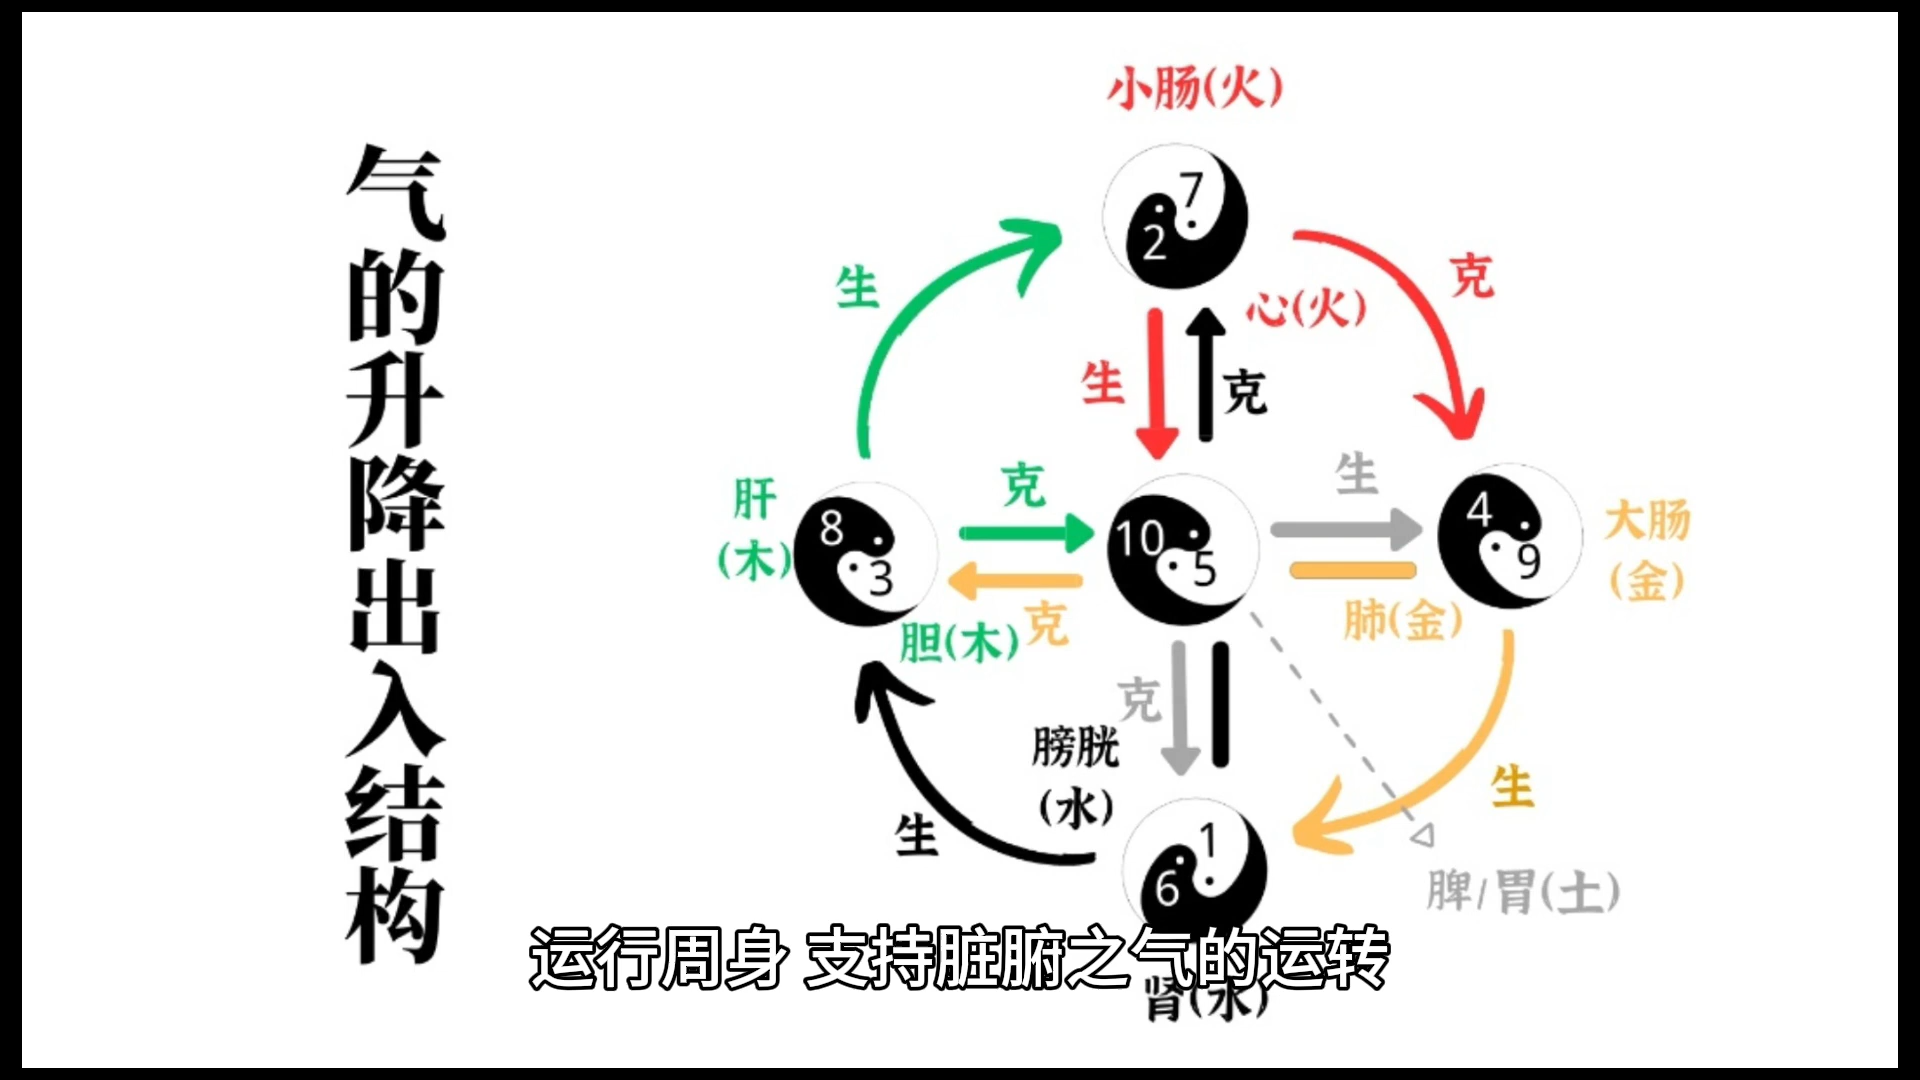 气的升降出入结构
小肠(火)
7
2
生
克
心(火)
生
克
肝
(木)
8
3
克
克
胆(木)
10
5
生
肺(金)
4
9
大肠
(金)
克
膀胱
(水)
生
生
1
6
脾/胃(土)
运行周身 支持脏腑之气的运转
肾(水)